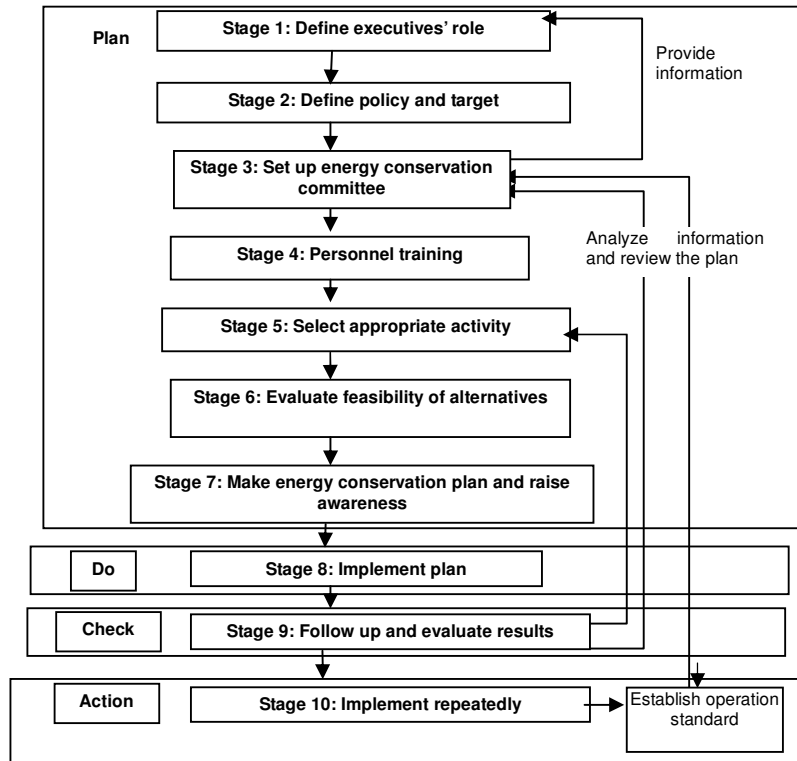 Plan
Stage 1: Define executives' role
Provide
information
Stage 2: Define policy and target
Stage 3: Set up energy conservation
committee
Analyze information
and review the plan
Stage 4: Personnel training
Stage 5: Select appropriate activity
Stage 6: Evaluate feasibility of alternatives
Stage 7: Make energy conservation plan and raise
awareness
Do
Stage 8: Implement plan
Check
Stage 9: Follow up and evaluate results
Action
Stage 10: Implement repeatedly
Establish operation
standard